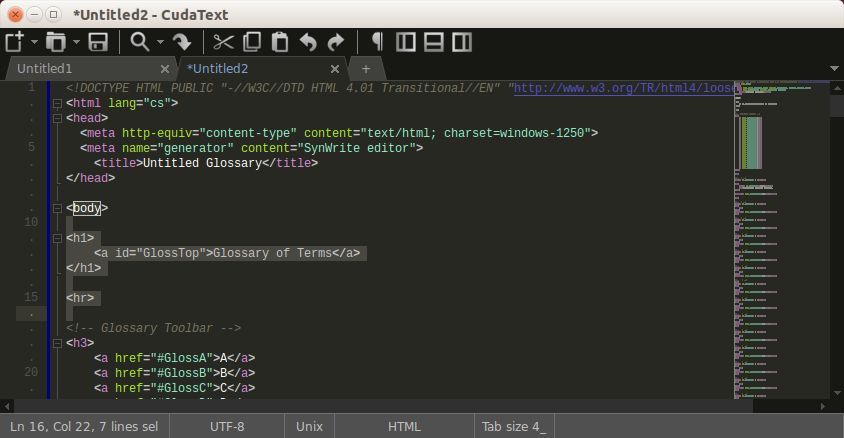 *Untitled2 - CudaText
Untitled1
*Untitled2
+
1 <!DOCTYPE HTML PUBLIC "-//W3C//DTD HTML 4.01 Transitional//EN" "http://www.w3.org/TR/html4/loose
<html lang="cs">
<head>
<meta http-equiv="content-type" content="text/html; charset=windows-1250">
5 <meta name="generator" content="SynWrite editor">
<title>Untitled Glossary</title>
</head>
<body>
10
<h1>
<a id="GlossTop">Glossary of Terms</a>
</h1>
15 <hr>
<!-- Glossary Toolbar -->
<h3>
<a href="#GlossA">A</a>
20 <a href="#GlossB">B</a>
<a href="#GlossC">C</a>
Ln 16, Col 22, 7 lines sel
UTF-8
Unix
HTML
Tab size 4_